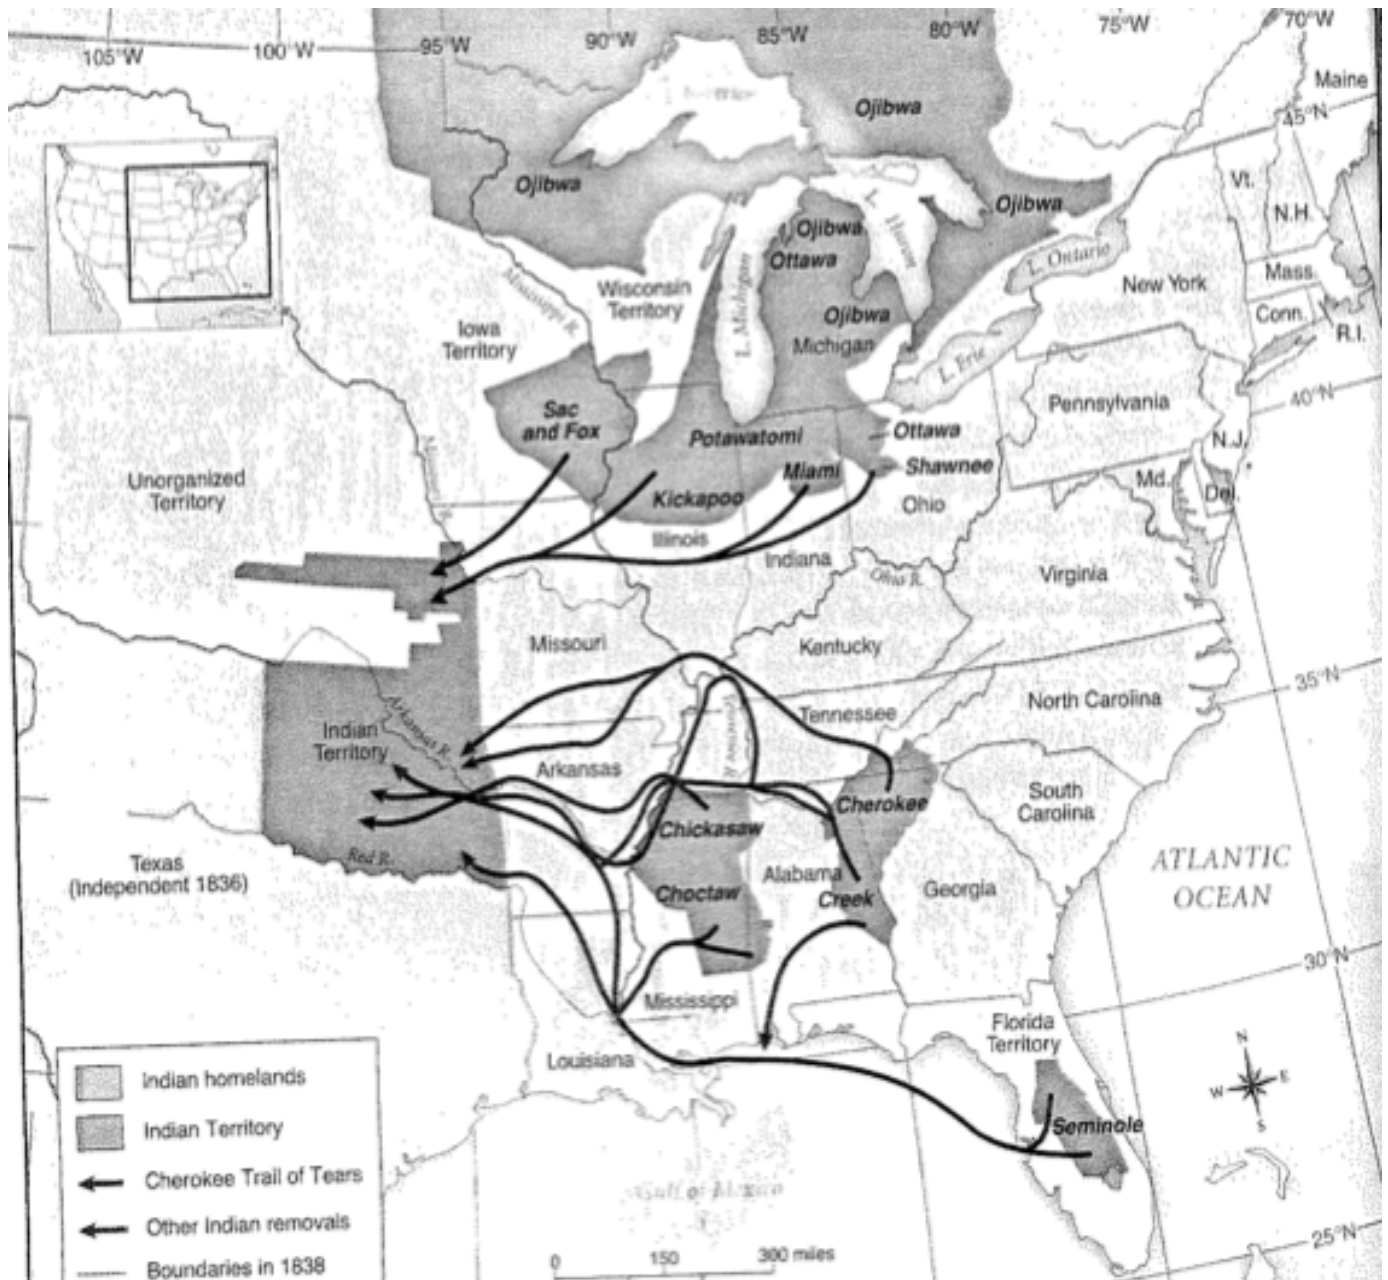 105°W
100°W
95°W
90°W
85°W
80°W
75°W
70°W
Maine
45°N
Ojibwa
Ojibwa
Ojibwa
Vt.
N.H.
Ojibwa
L. Huron
Ottawa
L. Ontario
Mass.
New York
Conn.
R.I.
Wisconsin
Territory
Mississippi R.
L. Michigan
Iowa
Territory
Ojibwa
Michigan
L. Erie
40°N
Pennsylvania
N.J.
Sac
and Fox
Potawatomi
Ottawa
Miami
Shawnee
Md.
Del.
Unorganized
Territory
Kickapoo
Ohio
Illinois
Indiana
Ohio R.
Virginia
Missouri
Kentucky
35°N
North Carolina
Tennessee
Arkansas R.
Indian
Territory
Arkansas
Cherokee
South
Carolina
Chickasaw
Texas
(Independent 1836)
Red R.
Alabama
ATLANTIC
OCEAN
Choctaw
Creek
Georgia
30°N
Mississippi
Florida
Territory
Louisiana
N
W
E
S
Seminole
25°N
Indian homelands
Indian Territory
Cherokee Trail of Tears
Other Indian removals
Boundaries in 1838
0
150
300 miles